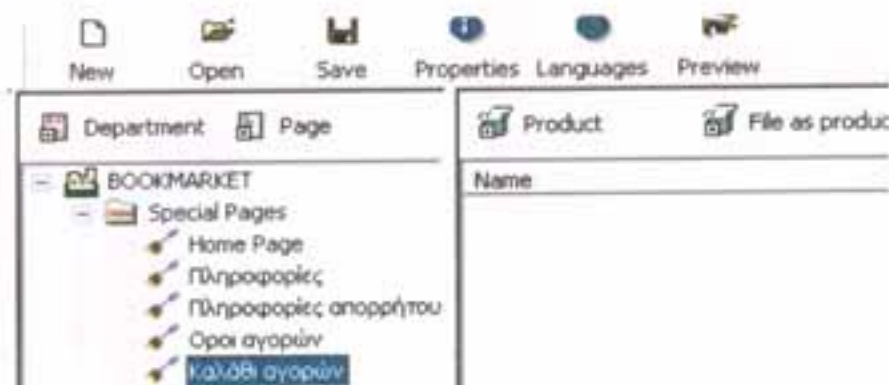 New Open Save Properties Languages Preview
Department Page Product File as produc
BOOKMARKET Name
Special Pages
Home Page
Πληροφορίες
Πληροφορίες απορρήτου
Οροι αγορών
Καλάθι αγορών